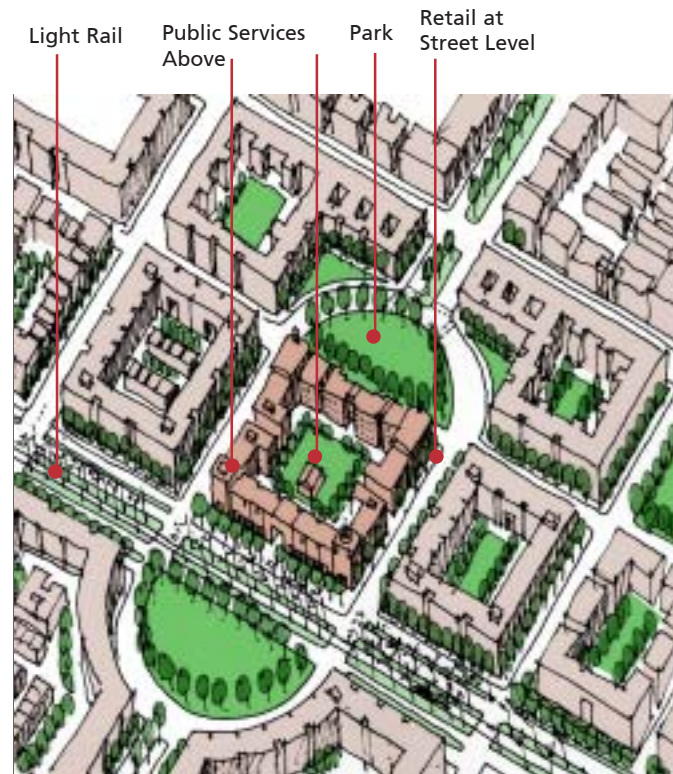 Light Rail
Public Services
Above
Park
Retail at
Street Level